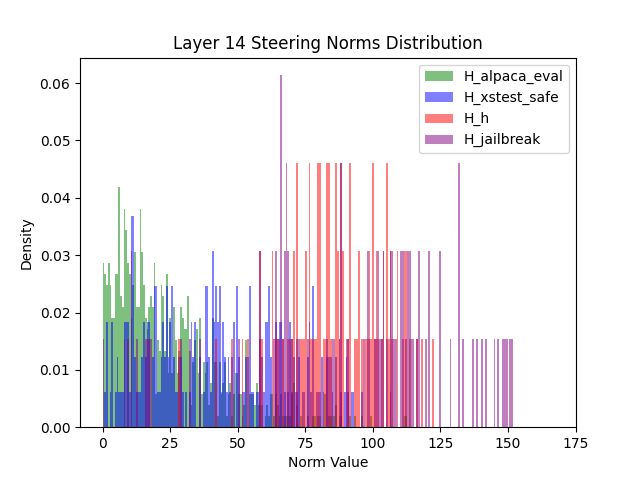 Layer 14 Steering Norms Distribution
H_alpaca_eval
H_xstest_safe
H_h
H_jailbreak
Density
0.06
0.05
0.04
0.03
0.02
0.01
0.00
0 25 50 75 100 125 150 175
Norm Value